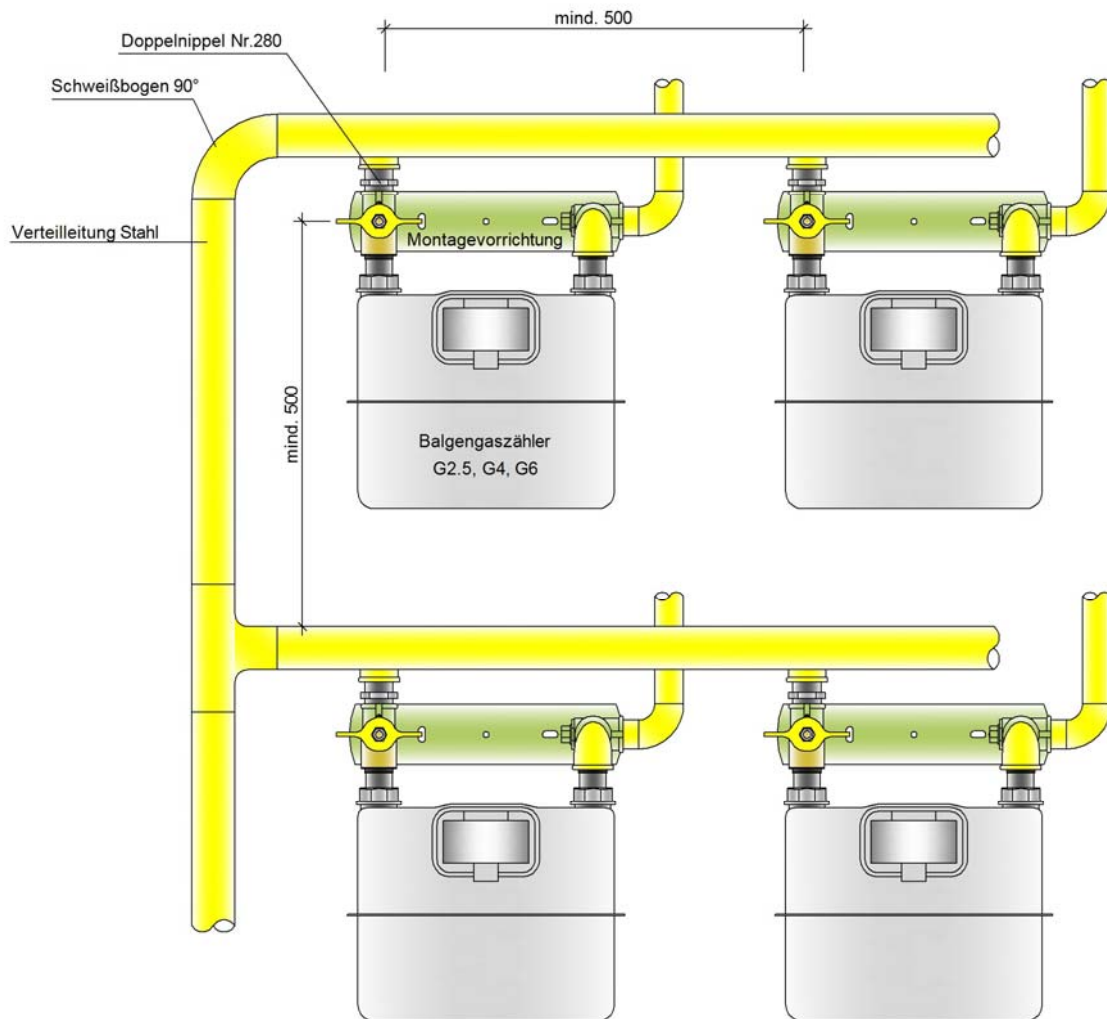 mind. 500
Doppelnippel Nr.280
Schweißbogen 90°
Verteilleitung Stahl
Montagevorrichtung
mind. 500
Balgengaszähler
G2.5, G4, G6